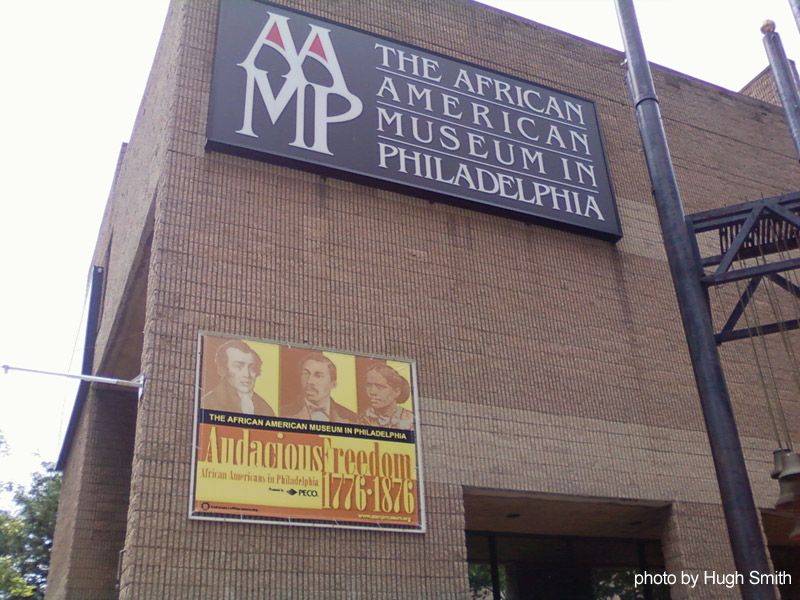 AAMP
THE AFRICAN
AMERICAN
MUSEUM IN
PHILADELPHIA
THE AFRICAN AMERICAN MUSEUM IN PHILADELPHIA
Audacious Freedom
African Americans in Philadelphia
1776-1876
PECO
photo by Hugh Smith